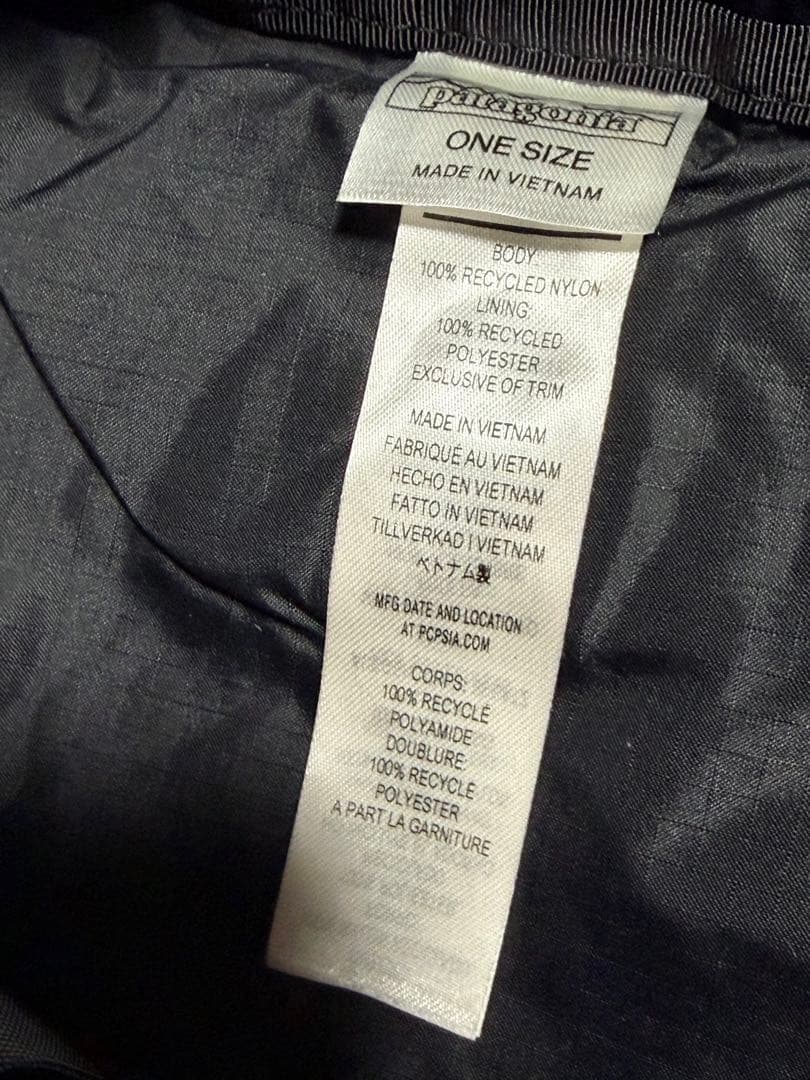 patagonia
ONE SIZE
MADE IN VIETNAM
BODY
100% RECYCLED NYLON
LINING:
100% RECYCLED
POLYESTER
EXCLUSIVE OF TRIM
MADE IN VIETNAM
FABRIQUÉ AU VIETNAM
HECHO EN VIETNAM
FATTO IN VIETNAM
TILLVERKAD I VIETNAM
ベトナム製
MFG DATE AND LOCATION
AT PCPSIA.COM
CORPS:
100% RECYCLÉ
POLYAMIDE
DOUBLURE:
100% RECYCLÉ
POLYESTER
A PART LA GARNITURE